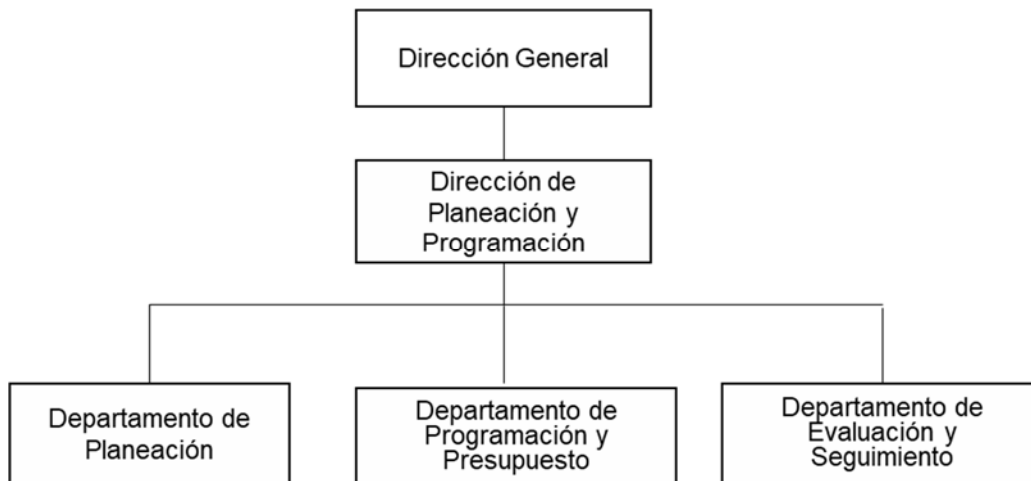 Dirección General
Dirección de
Planeación y
Programación
Departamento de
Planeación
Departamento de
Programación y
Presupuesto
Departamento de
Evaluación y
Seguimiento